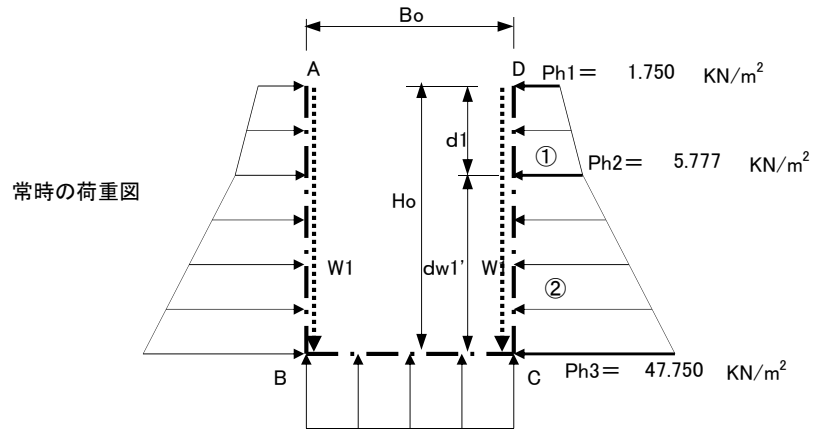 Bo
A
D
Ph1＝ 1.750 KN/m²
d1
①
Ph2＝ 5.777 KN/m²
常時の荷重図
Ho
W1
dw1'
W1
②
B
C
Ph3＝ 47.750 KN/m²